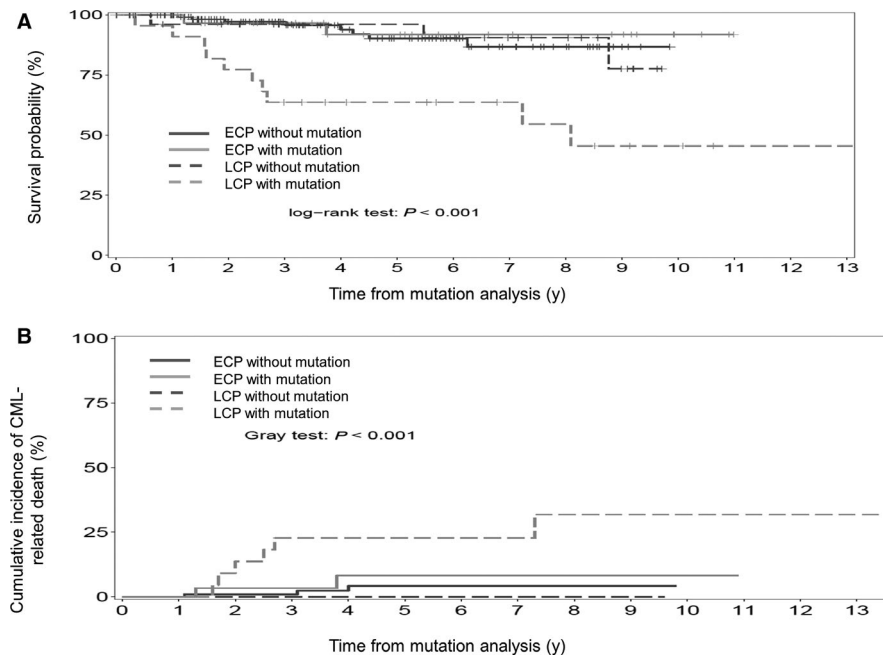 A
Survival probability (%)
100
75
50
25
0
ECP without mutation
ECP with mutation
LCP without mutation
LCP with mutation
log-rank test: P < 0.001
0 1 2 3 4 5 6 7 8 9 10 11 12 13
Time from mutation analysis (y)
B
Cumulative incidence of CML-
related death (%)
100
75
50
25
0
ECP without mutation
ECP with mutation
LCP without mutation
LCP with mutation
Gray test: P < 0.001
0 1 2 3 4 5 6 7 8 9 10 11 12 13
Time from mutation analysis (y)